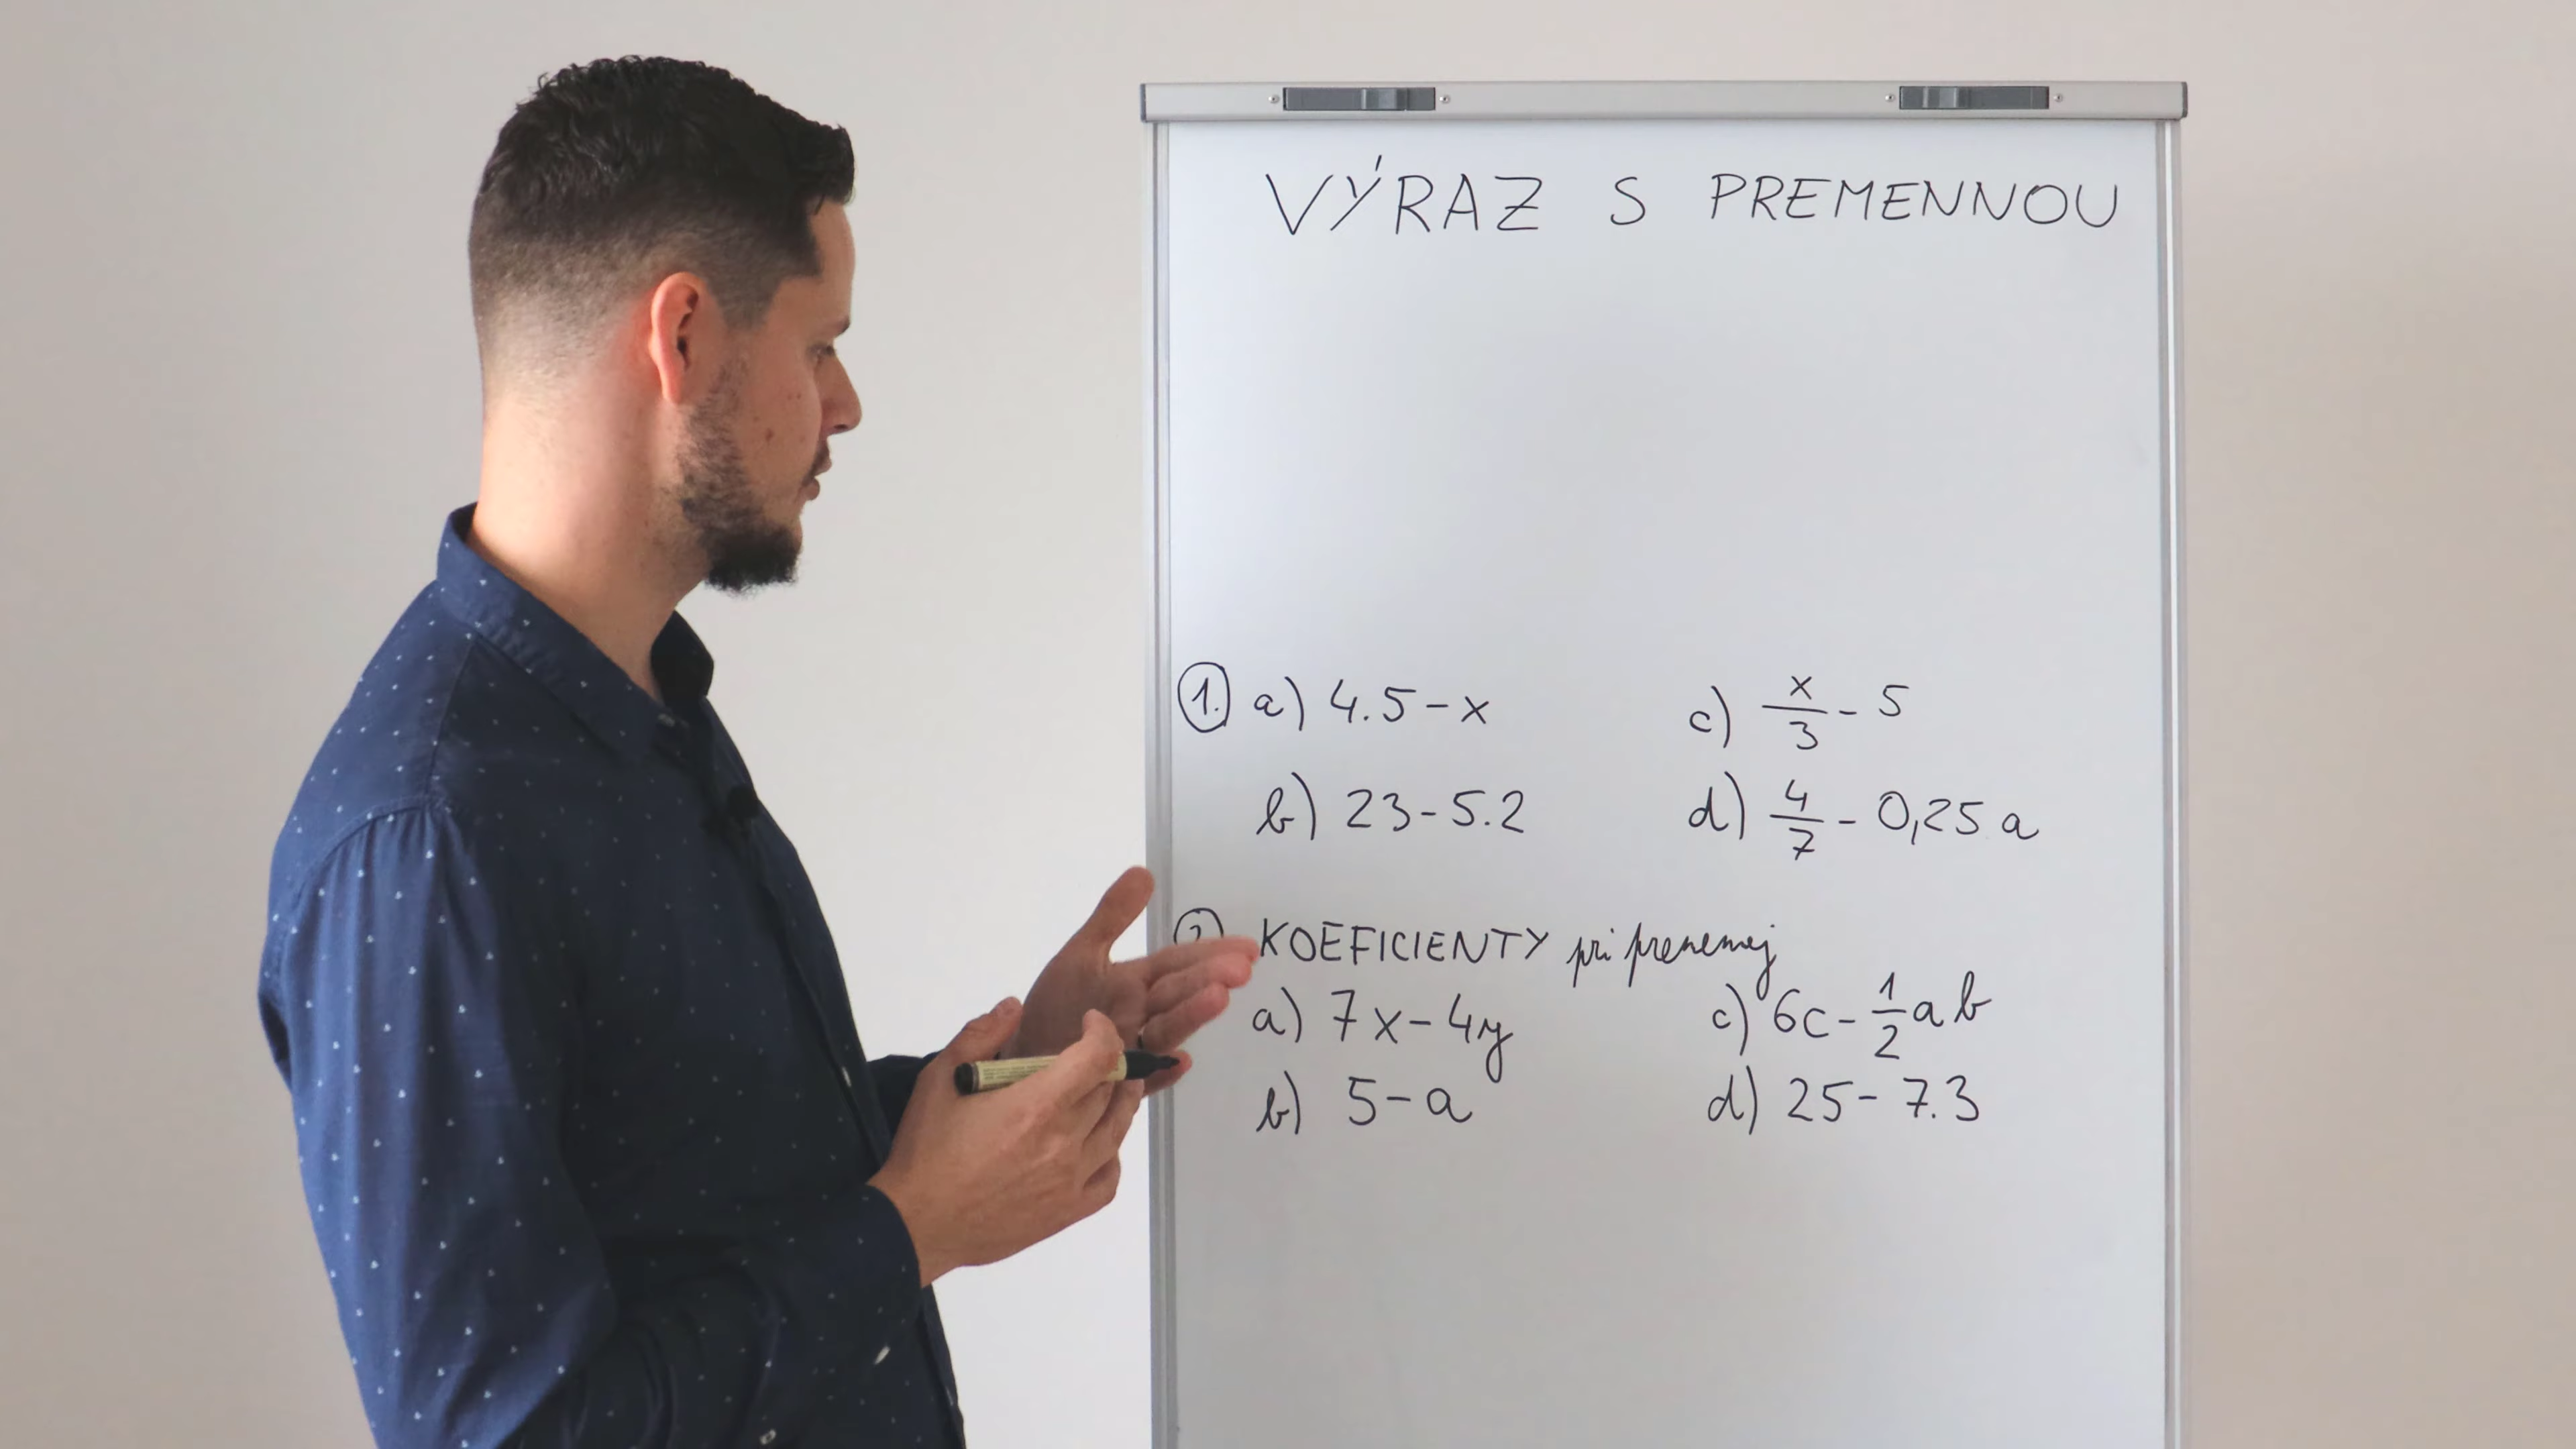 VÝRAZ S PREMENNOU
1. a) 4.5-x c) x/3 - 5
b) 23-5.2 d) 4/7 - 0,25 a
2. KOEFICIENTY pri premennej
a) 7x-4y c) 6c-1/2ab
b) 5-a d) 25-7.3